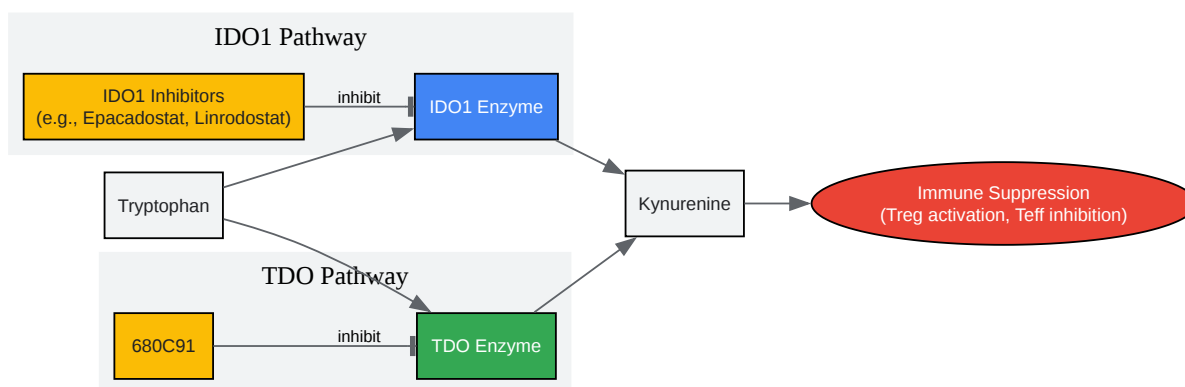 IDO1 Pathway
IDO1 Inhibitors
(e.g., Epacadostat, Linrodostat)
inhibit
IDO1 Enzyme
Tryptophan
Kynurenine
Immune Suppression
(Treg activation, Teff inhibition)
TDO Pathway
680C91
inhibit
TDO Enzyme